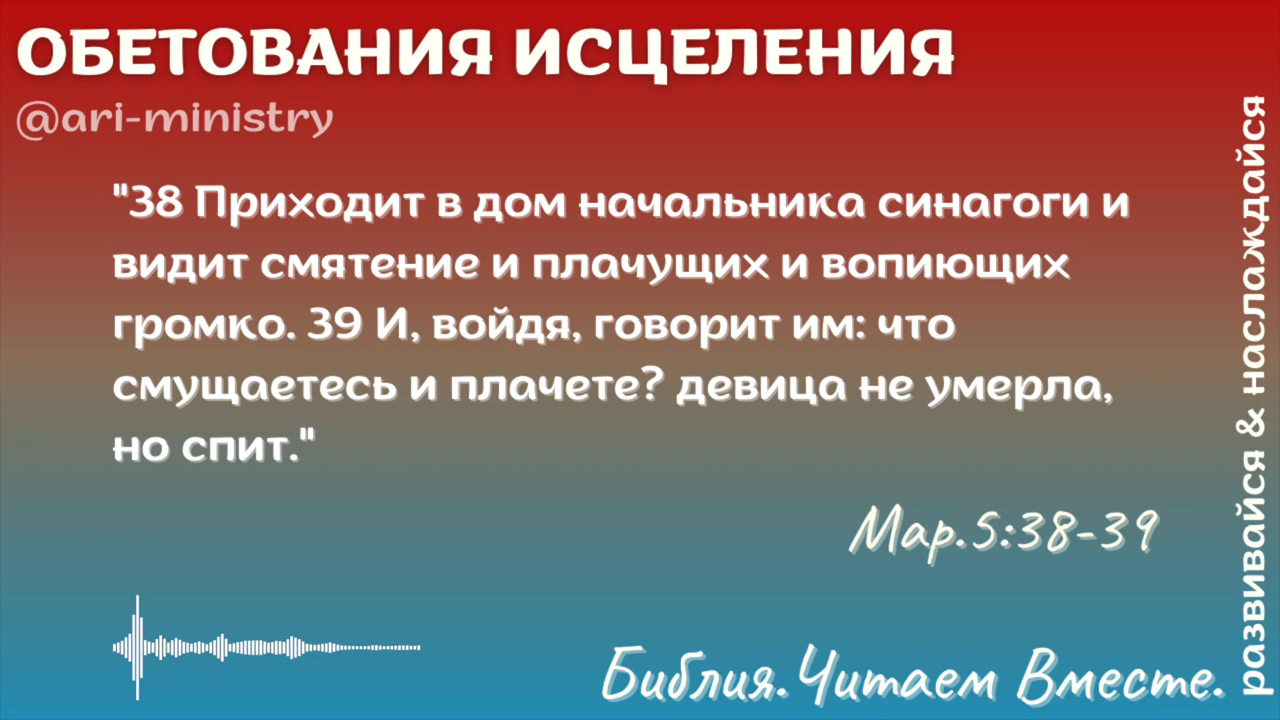 ОБЕТОВАНИЯ ИСЦЕЛЕНИЯ
@ari-ministry
"38 Приходит в дом начальника синагоги и
видит смятение и плачущих и вопиющих
громко. 39 И, войдя, говорит им: что
смущаетесь и плачете? девица не умерла,
но спит."
Мар.5:38-39
Библия.Читаем Вместе.
развивайся & наслаждайся